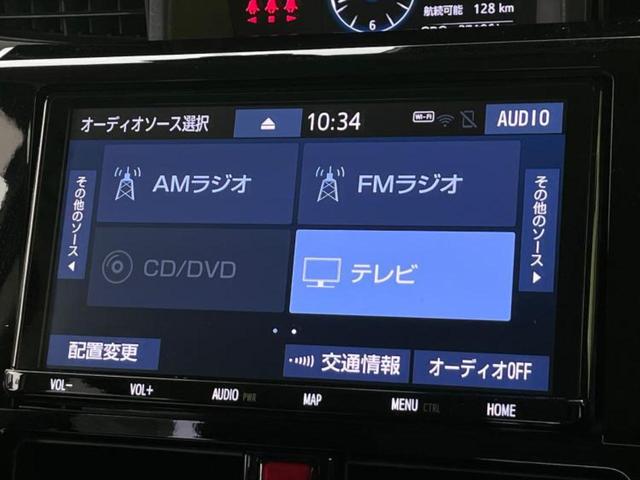 航続可能 128 km
6
オーディオソース選択
10:34
Wi-Fi
AUDIO
その他のソース
AMラジオ
FMラジオ
その他のソース
CD/DVD
テレビ
配置変更
交通情報
オーディオOFF
VOL−
VOL+
AUDIO PWR
MAP
MENU CTRL
HOME